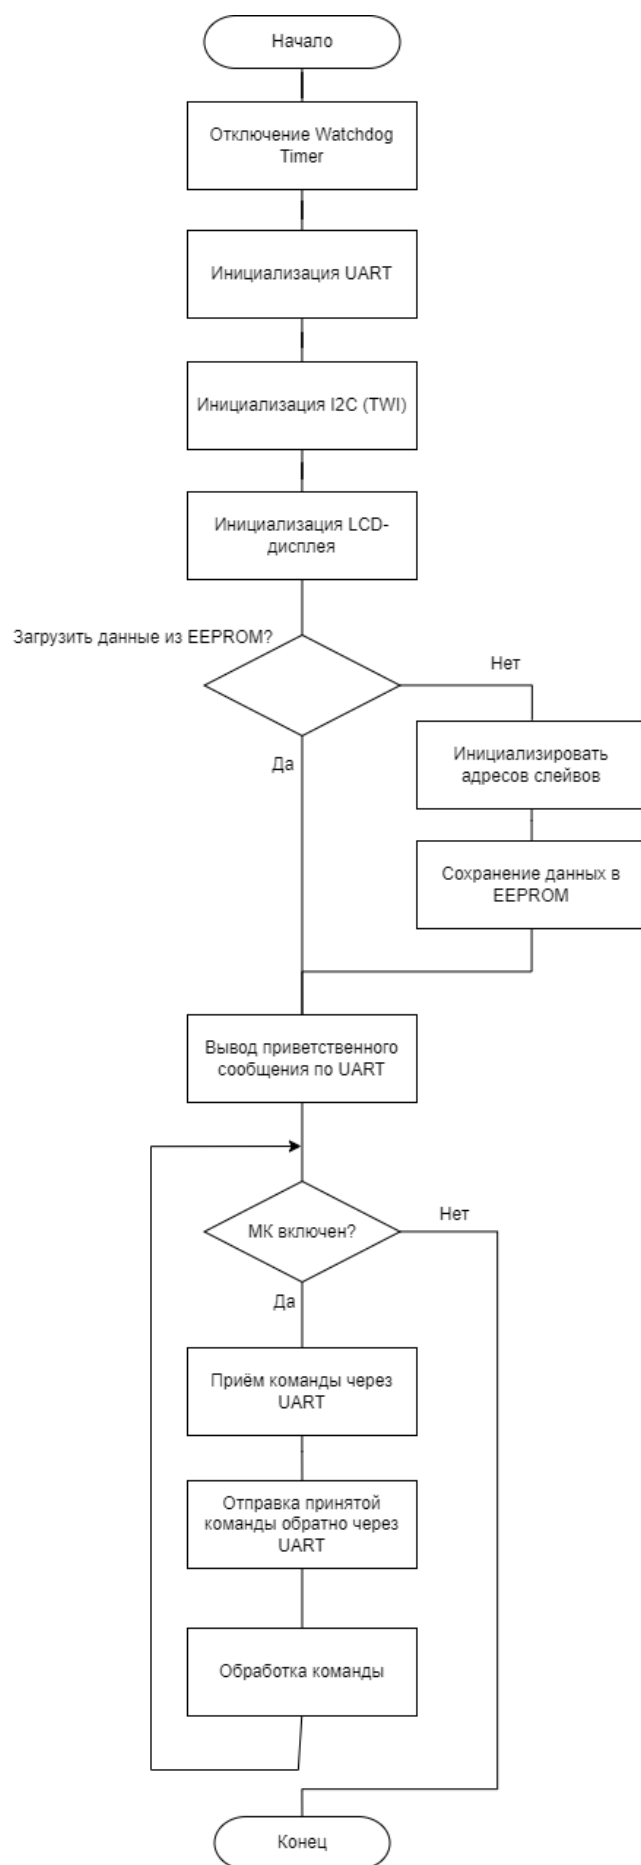 Начало
Отключение Watchdog
Timer
Инициализация UART
Инициализация I2C (TWI)
Инициализация LCD-
дисплея
Загрузить данные из EEPROM?
Нет
Да
Инициализировать
адресов слейвов
Сохранение данных в
EEPROM
Вывод приветственного
сообщения по UART
МК включен?
Нет
Да
Приём команды через
UART
Отправка принятой
команды обратно через
UART
Обработка команды
Конец